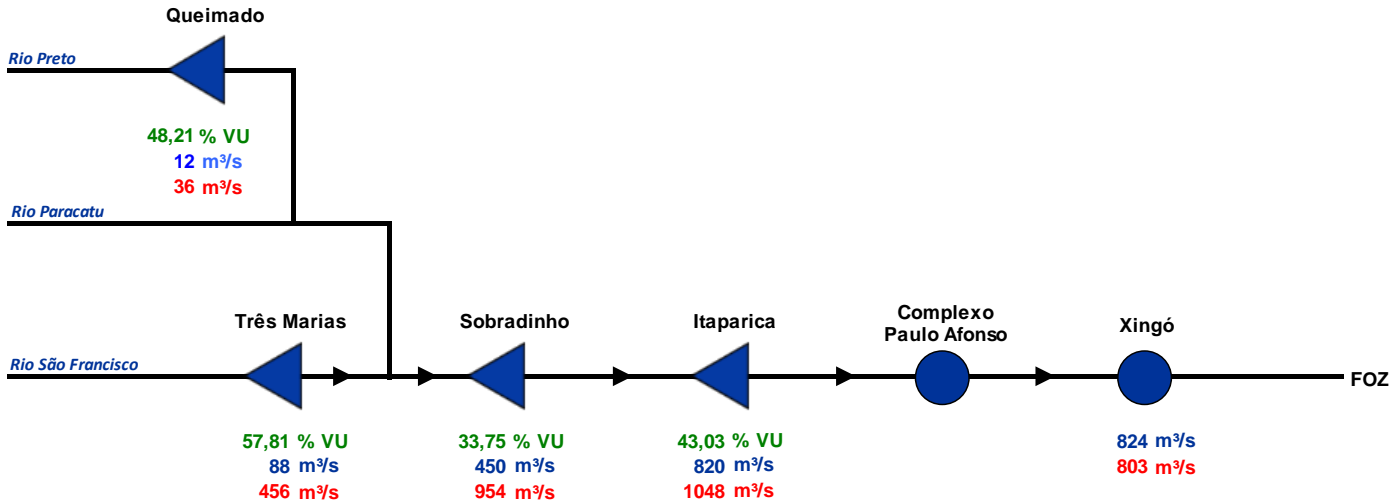 Queimado
Rio Preto
48,21 % VU
12 m³/s
36 m³/s
Rio Paracatu
Três Marias
Sobradinho
Itaparica
Complexo
Paulo Afonso
Xingó
Rio São Francisco
FOZ
57,81 % VU
88 m³/s
456 m³/s
33,75 % VU
450 m³/s
954 m³/s
43,03 % VU
820 m³/s
1048 m³/s
824 m³/s
803 m³/s